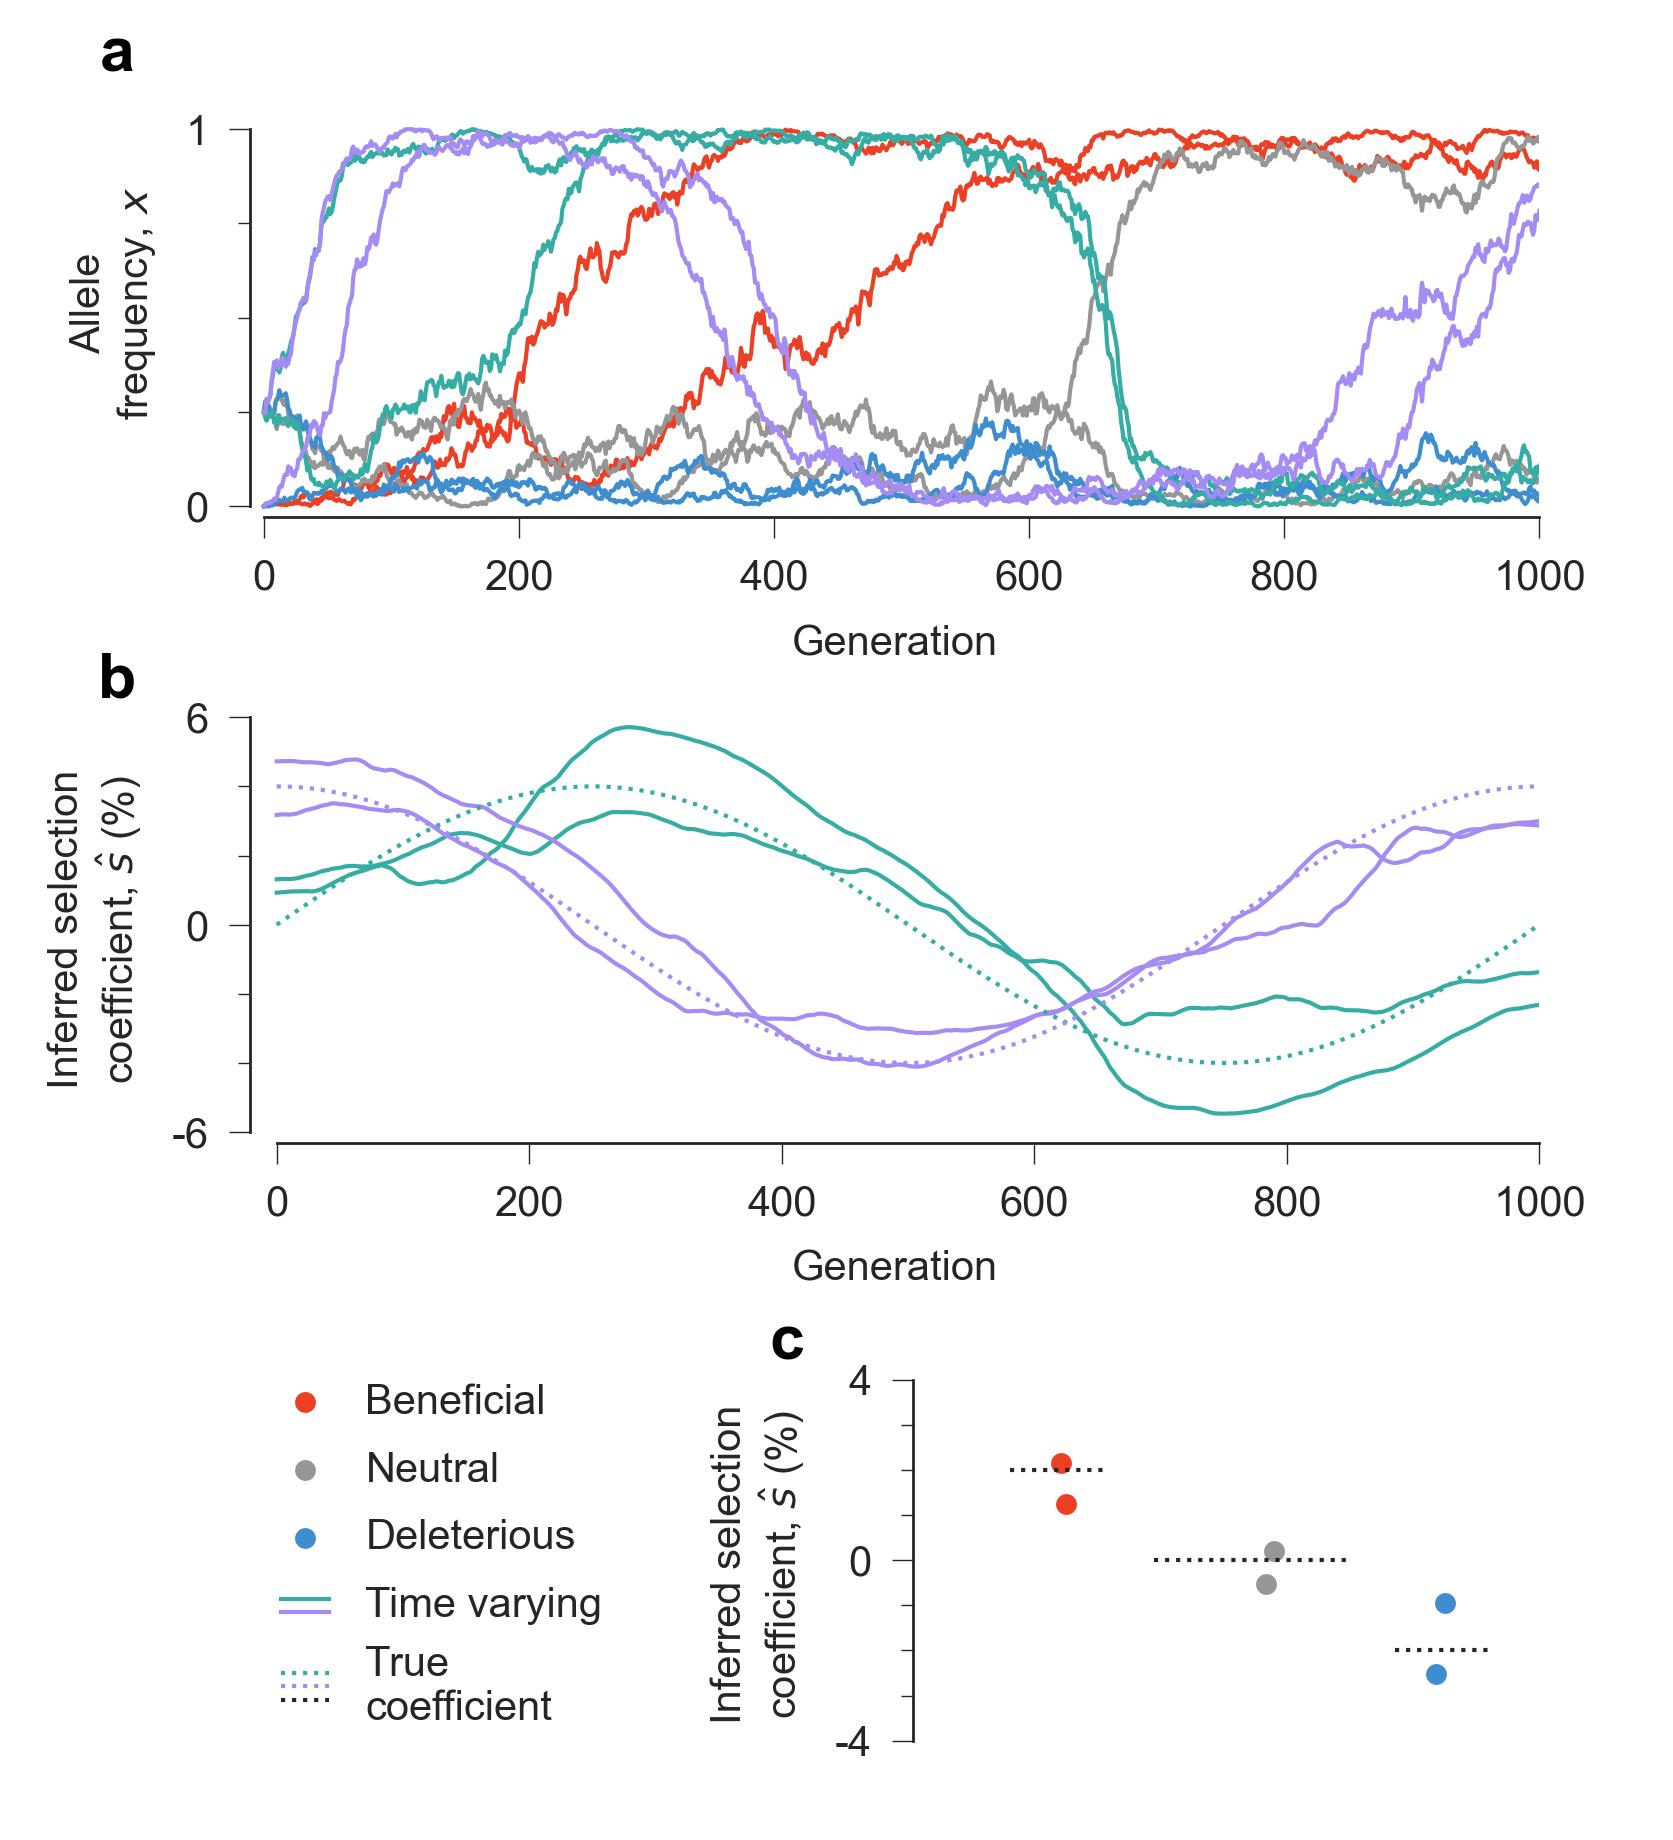 a
Allele
frequency, x
1
0
0 200 400 600 800 1000
Generation
b
Inferred selection
coefficient, ŝ (%)
6
0
-6
0 200 400 600 800 1000
Generation
Beneficial
Neutral
Deleterious
Time varying
True
coefficient
c
Inferred selection
coefficient, ŝ (%)
4
0
-4